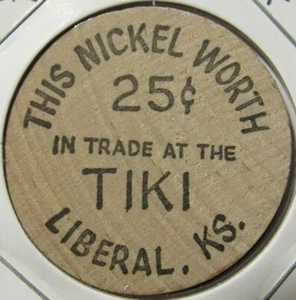 THIS NICKEL WORTH
25¢
IN TRADE AT THE
TIKI
LIBERAL, KS.